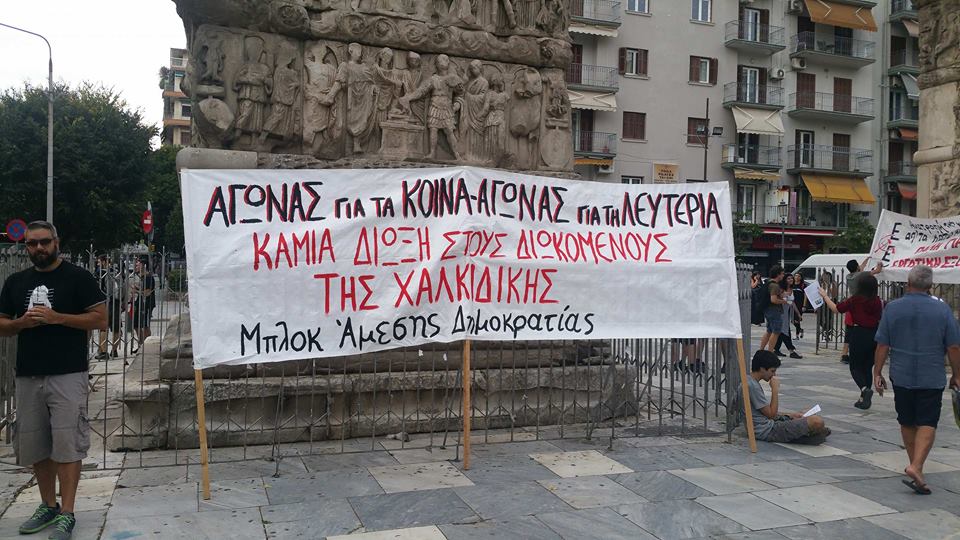 ΑΓΩΝΑΣ ΓΙΑ ΤΑ ΚΟΙΝΑ-ΑΓΩΝΑΣ ΓΙΑ ΤΗ ΛΕΥΤΕΡΙΑ
ΚΑΜΙΑ ΔΙΩΞΗ ΣΤΟΥΣ ΔΙΩΚΟΜΕΝΟΥΣ
ΤΗΣ ΧΑΛΚΙΔΙΚΗΣ
Μπλοκ Άμεσης Δημοκρατίας